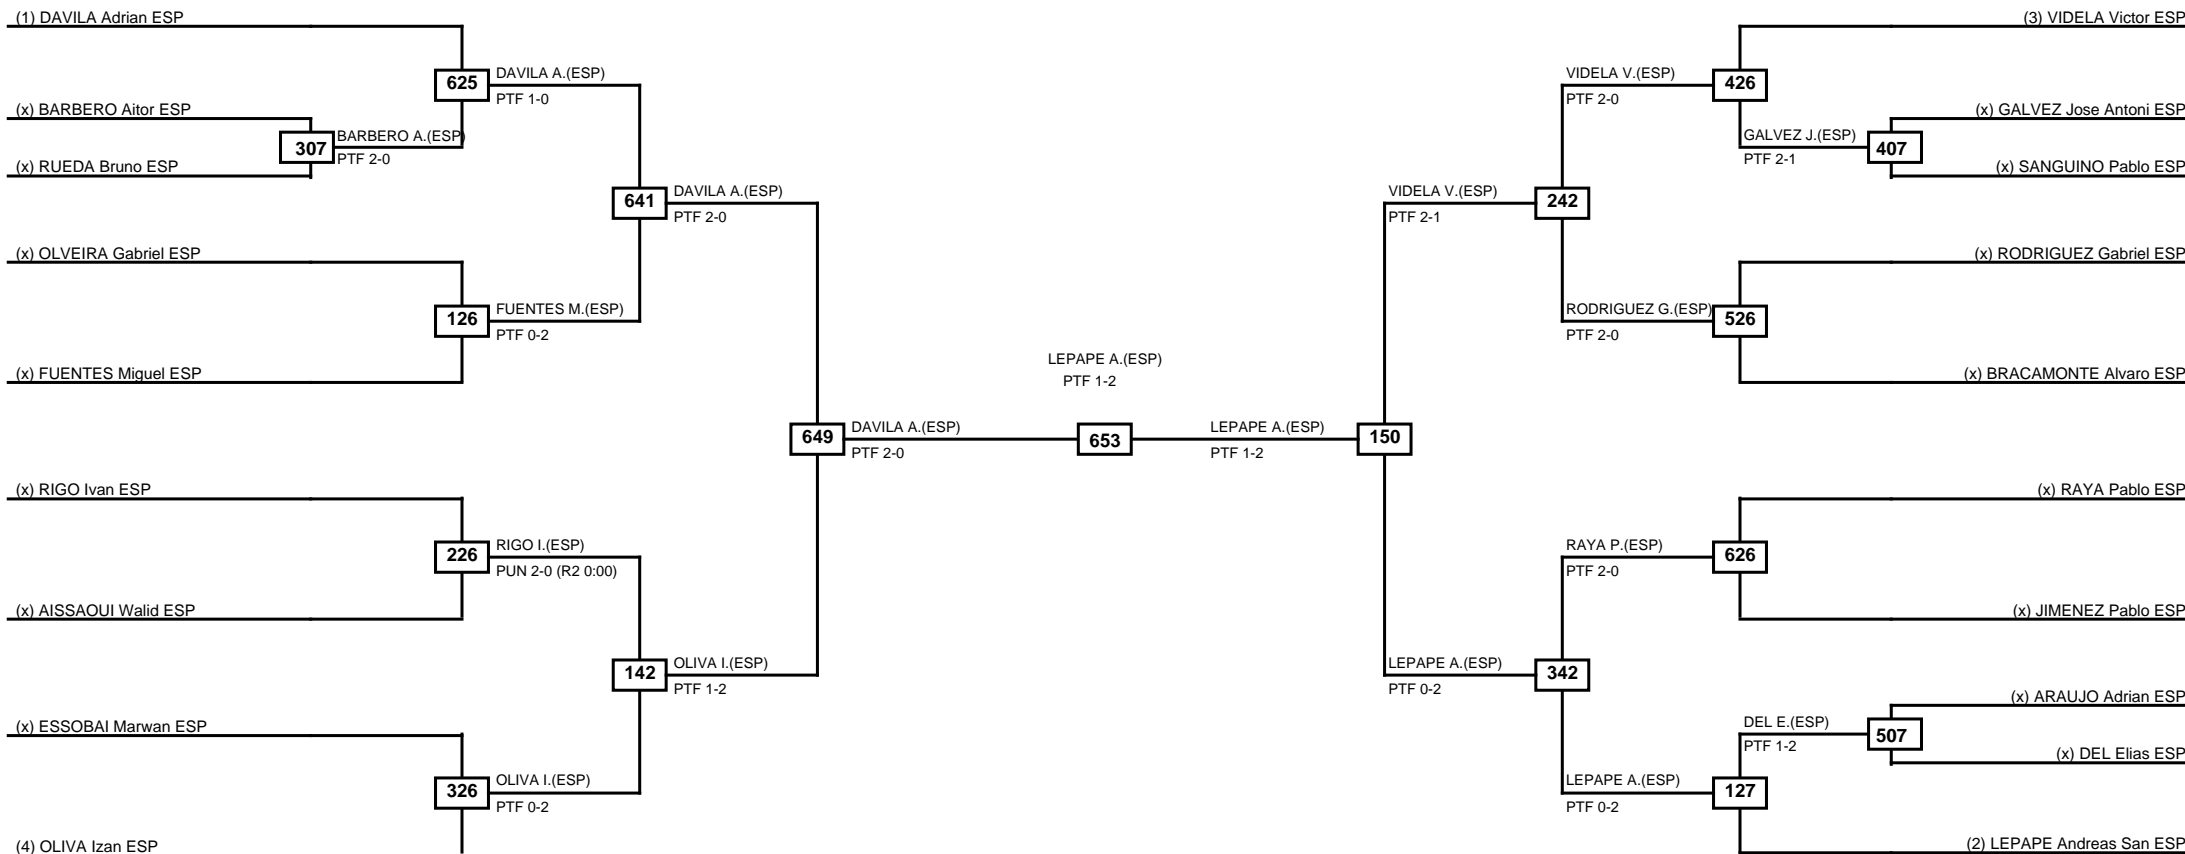 (1) DAVILA Adrian ESP
(x) BARBERO Aitor ESP
(x) RUEDA Bruno ESP
(x) OLVEIRA Gabriel ESP
(x) FUENTES Miguel ESP
(x) RIGO Ivan ESP
(x) AISSAOUI Walid ESP
(x) ESSOBAI Marwan ESP
(4) OLIVA Izan ESP
307
BARBERO A.(ESP)
PTF 2-0
625
DAVILA A.(ESP)
PTF 1-0
126
FUENTES M.(ESP)
PTF 0-2
226
RIGO I.(ESP)
PUN 2-0 (R2 0:00)
326
OLIVA I.(ESP)
PTF 0-2
641
DAVILA A.(ESP)
PTF 2-0
142
OLIVA I.(ESP)
PTF 1-2
649
DAVILA A.(ESP)
PTF 2-0
LEPAPE A.(ESP)
PTF 1-2
653
LEPAPE A.(ESP)
PTF 1-2
150
VIDELA V.(ESP)
PTF 2-1
242
LEPAPE A.(ESP)
PTF 0-2
342
VIDELA V.(ESP)
PTF 2-0
426
RODRIGUEZ G.(ESP)
PTF 2-0
526
RAYA P.(ESP)
PTF 2-0
626
LEPAPE A.(ESP)
PTF 0-2
127
GALVEZ J.(ESP)
PTF 2-1
407
DEL E.(ESP)
PTF 1-2
507
(3) VIDELA Victor ESP
(x) GALVEZ Jose Antoni ESP
(x) SANGUINO Pablo ESP
(x) RODRIGUEZ Gabriel ESP
(x) BRACAMONTE Alvaro ESP
(x) RAYA Pablo ESP
(x) JIMENEZ Pablo ESP
(x) ARAUJO Adrian ESP
(x) DEL Elias ESP
(2) LEPAPE Andreas San ESP